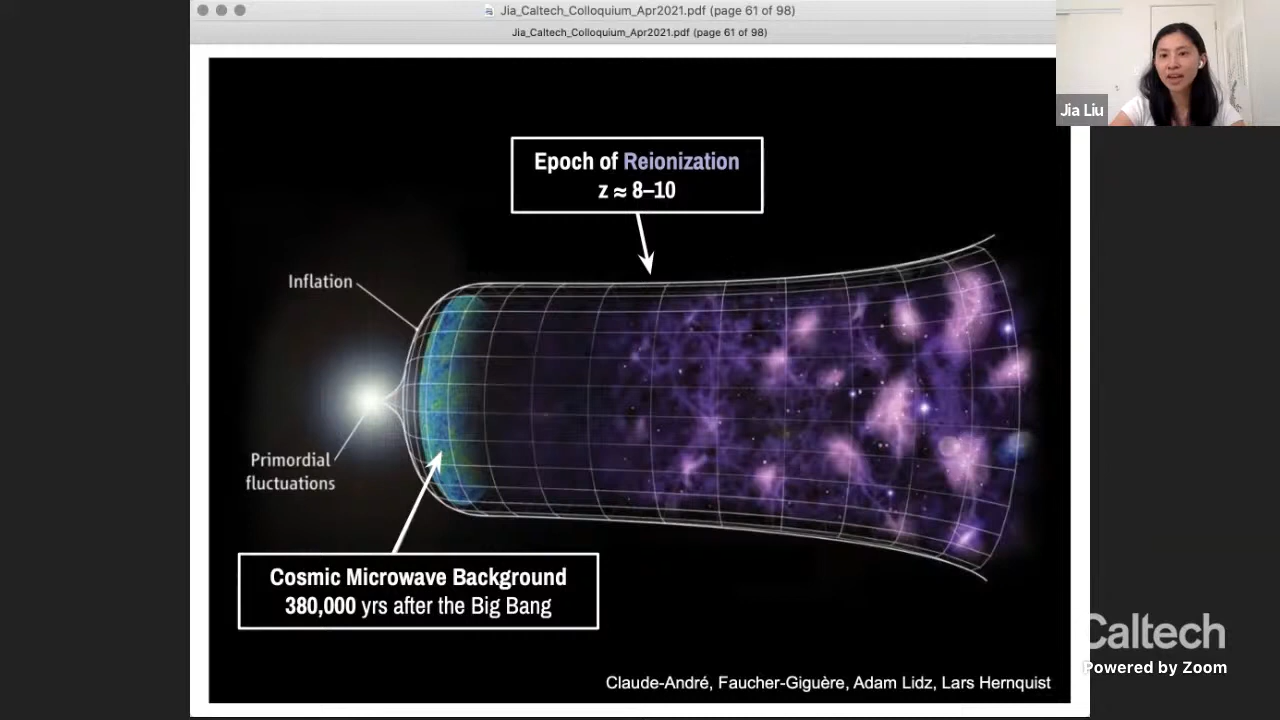 Jia_Caltech_Colloquium_Apr2021.pdf (page 61 of 98)
Jia_Caltech_Colloquium_Apr2021.pdf (page 61 of 98)
Jia Liu
Epoch of Reionization
z ≈ 8–10
Inflation
Primordial
fluctuations
Cosmic Microwave Background
380,000 yrs after the Big Bang
Claude-André, Faucher-Giguère, Adam Lidz, Lars Hernquist
Caltech
Powered by Zoom